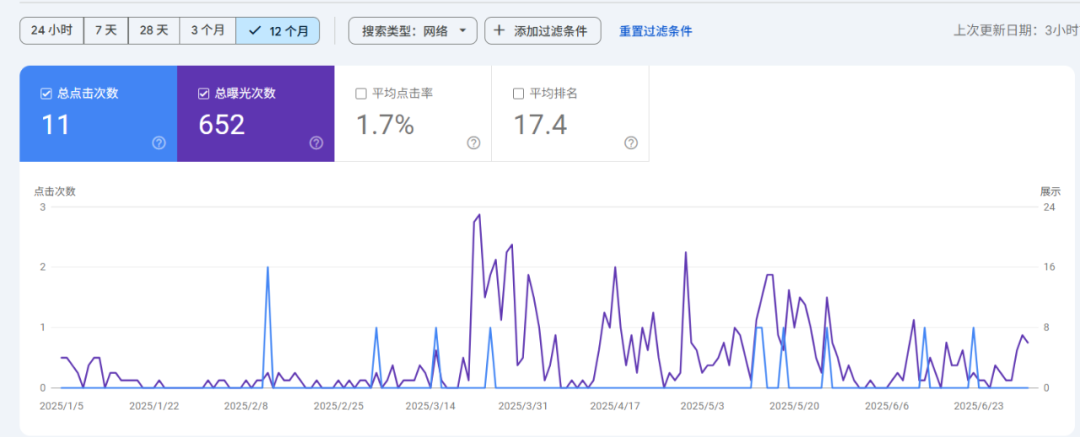 24 小时 7 天 28 天 3 个月 12 个月 搜索类型：网络 添加过滤条件 重置过滤条件 上次更新日期：3小时
总点击次数 总曝光次数 平均点击率 平均排名
11 652 1.7% 17.4
点击次数 展示
3 24
2 16
1 8
0 0
2025/1/5 2025/1/22 2025/2/8 2025/2/25 2025/3/14 2025/3/31 2025/4/17 2025/5/3 2025/5/20 2025/6/6 2025/6/23